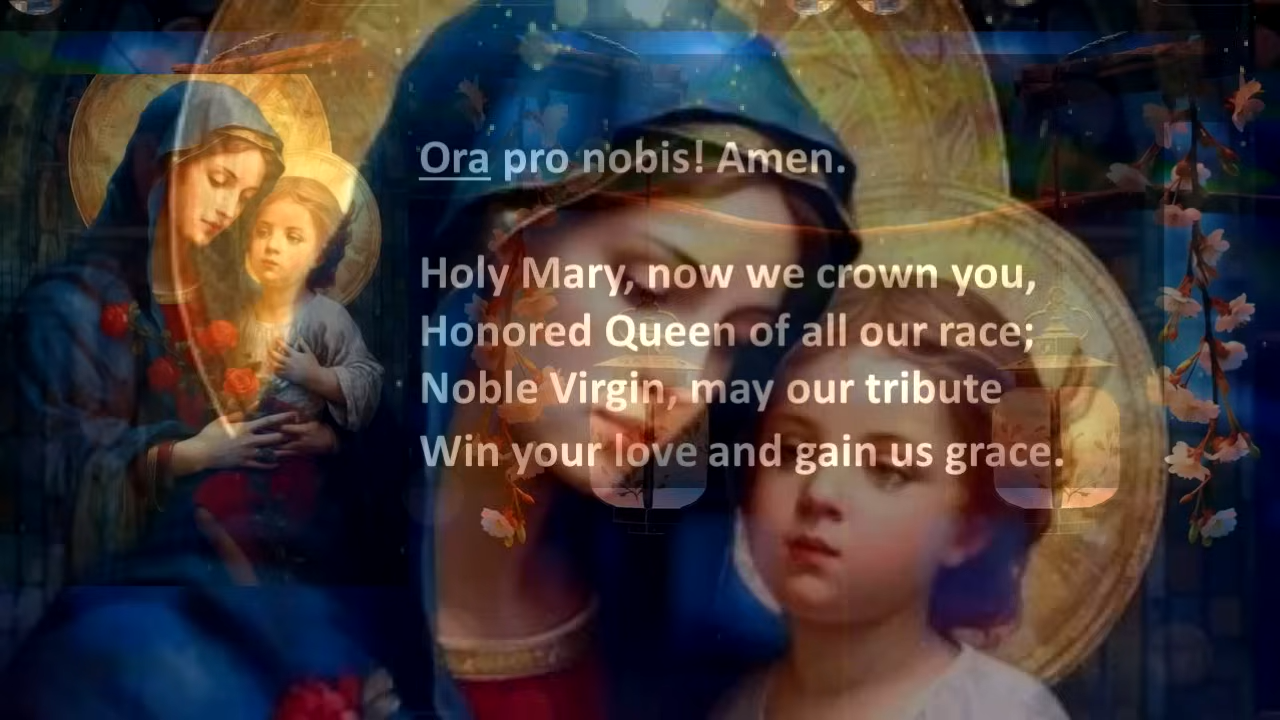 Ora pro nobis! Amen.
Holy Mary, now we crown you,
Honored Queen of all our race;
Noble Virgin, may our tribute
Win your love and gain us grace.